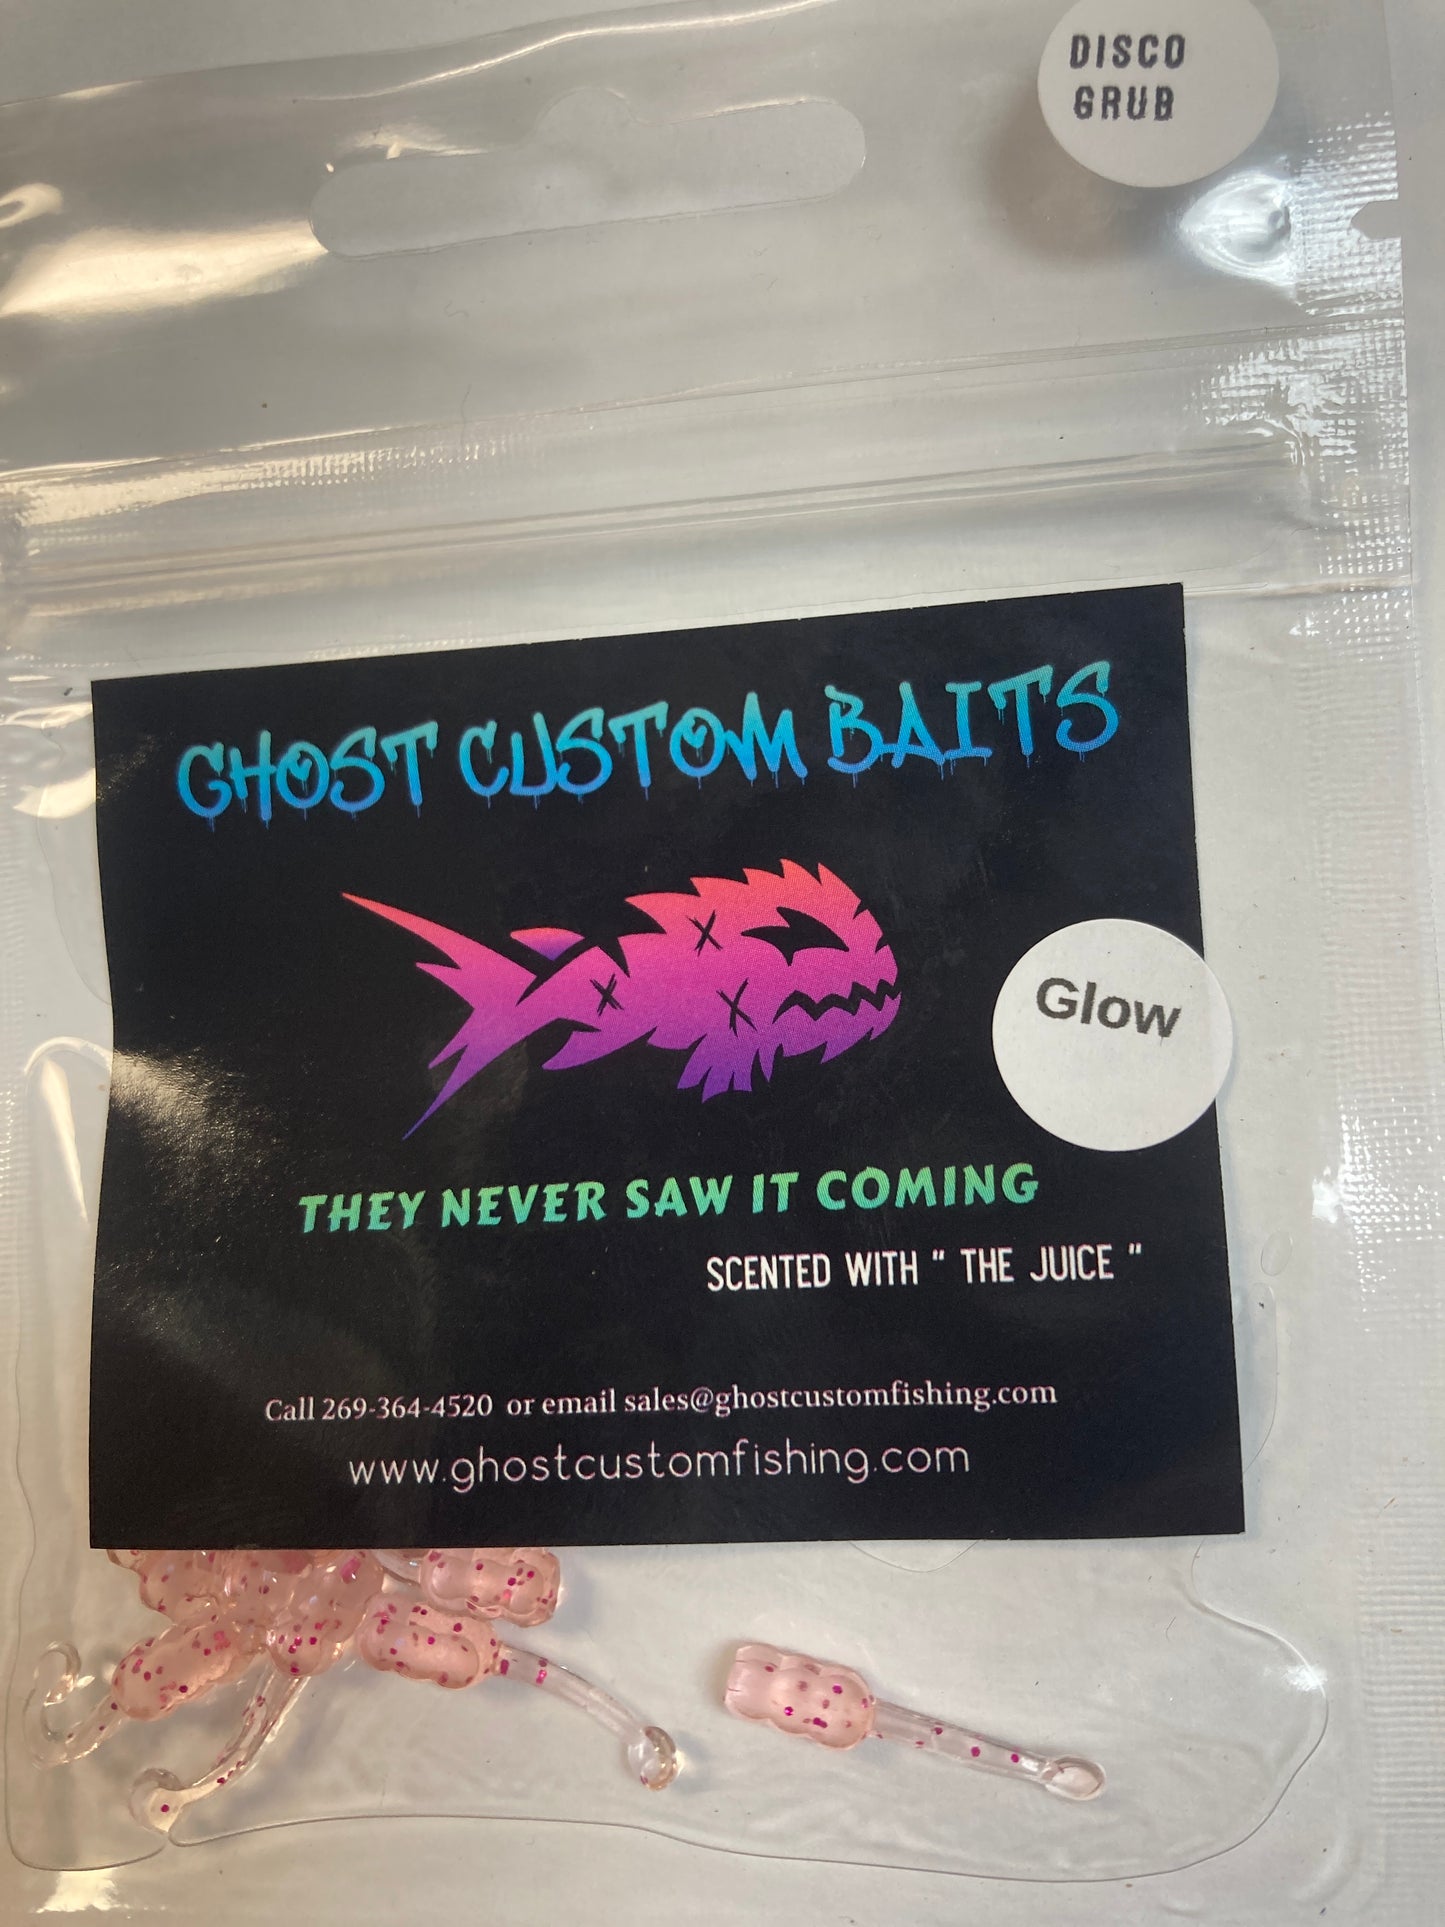 DISCO
GRUB
GHOST CUSTOM BAITS
Glow
THEY NEVER SAW IT COMING
SCENTED WITH " THE JUICE "
Call 269-364-4520 or email sales@ghostcustomfishing.com
www.ghostcustomfishing.com